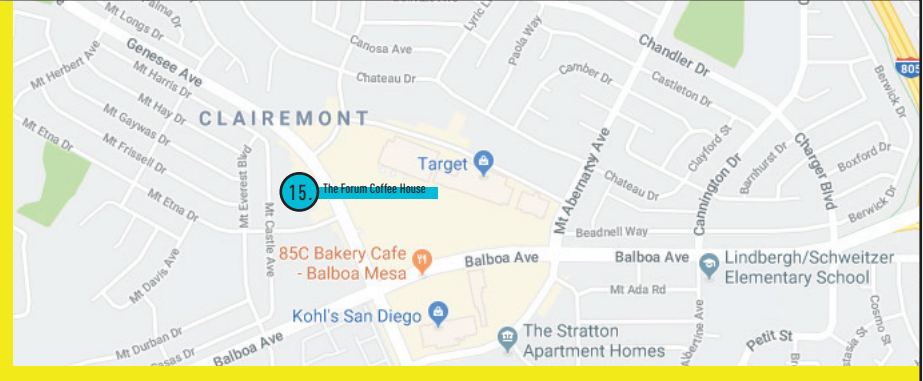 Palma Dr
Lyric L
Mt Longs Dr
Paola Way
Genesee Ave
Canosa Ave
Chandler Dr
Mt Herbert Ave
Mt Harris Dr
Chateau Dr
Camber Dr
Castleton Dr
805
Berwick Dr
Mt Hay Dr
CLAIREMONT
Mt Etna Dr
Mt Gaywas Dr
Mt Frissell Dr
Mt Everest Blvd
Target
Mt Abernathy Ave
Clayford St
Cannington Dr
Barnhurst Dr
Charger Blvd
Boxford Dr
15.
The Forum Coffee House
Chateau Dr
Mt Etna Dr
Mt Castle Ave
Berwick Dr
Beadnell Way
85C Bakery Cafe
- Balboa Mesa
Balboa Ave
Balboa Ave
Lindbergh/Schweitzer
Elementary School
Mt Davis Ave
Mt Ada Rd
Kohl's San Diego
The Stratton
Apartment Homes
Albertine Ave
Petit St
Cosmo St
Mt Durban Dr
asas Dr
Balboa Ave